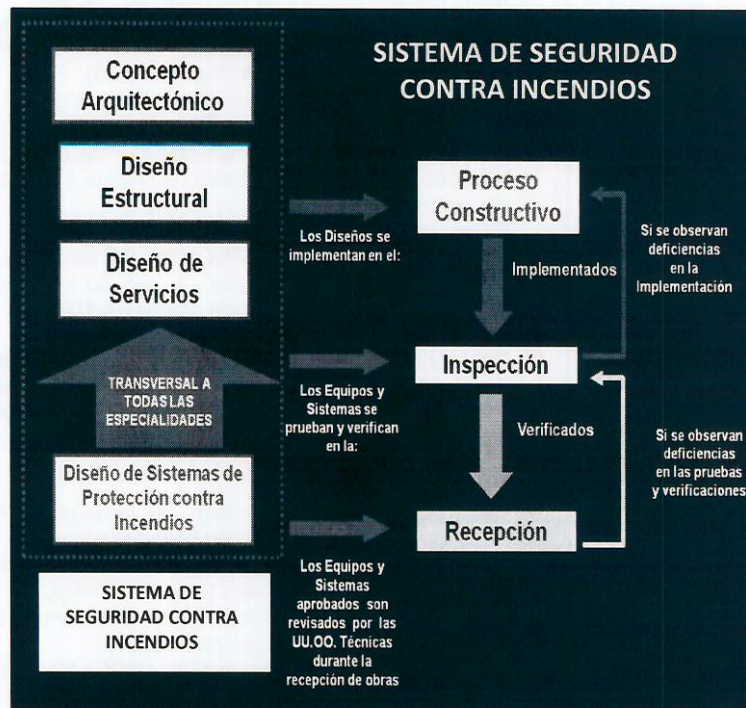 SISTEMA DE SEGURIDAD
CONTRA INCENDIOS
Concepto
Arquitectónico
Diseño
Estructural
Diseño de
Servicios
TRANSVERSAL A
TODAS LAS
ESPECIALIDADES
Diseño de Sistemas de
Protección contra
Incendios
SISTEMA DE
SEGURIDAD CONTRA
INCENDIOS
Los Diseños se
implementan en el:
Los Equipos y
Sistemas se
prueban y verifican
en la:
Los Equipos y
Sistemas
aprobados son
revisados por las
UU.OO. Técnicas
durante la
recepción de obras
Proceso
Constructivo
Implementados
Inspección
Verificados
Recepción
Si se observan
deficiencias
en la
Implementación
Si se observan
deficiencias
en las pruebas
y verificaciones